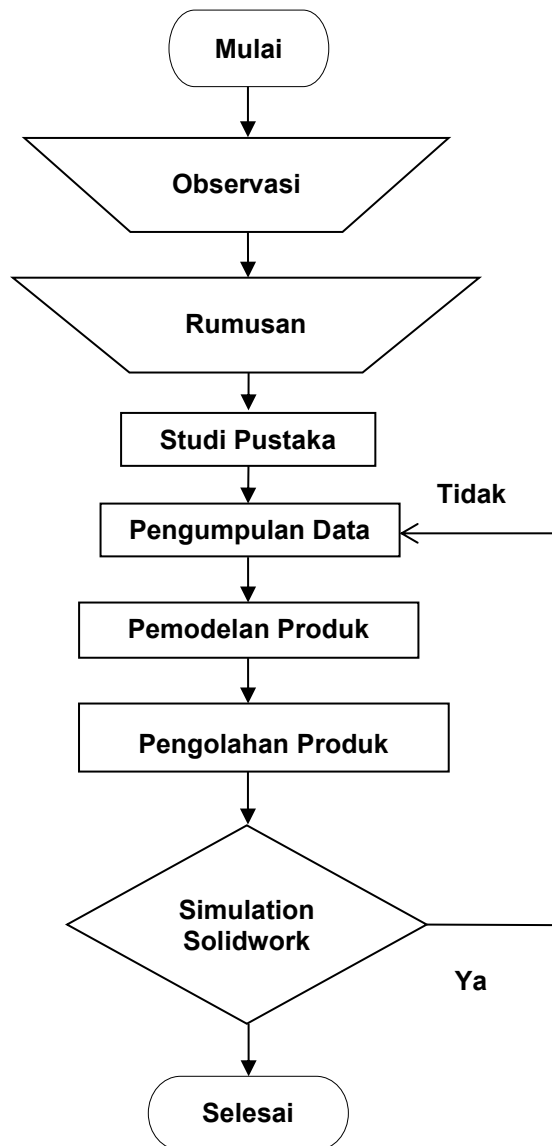 Mulai
Observasi
Rumusan
Studi Pustaka
Tidak
Pengumpulan Data
Pemodelan Produk
Pengolahan Produk
Simulation
Solidwork
Ya
Selesai